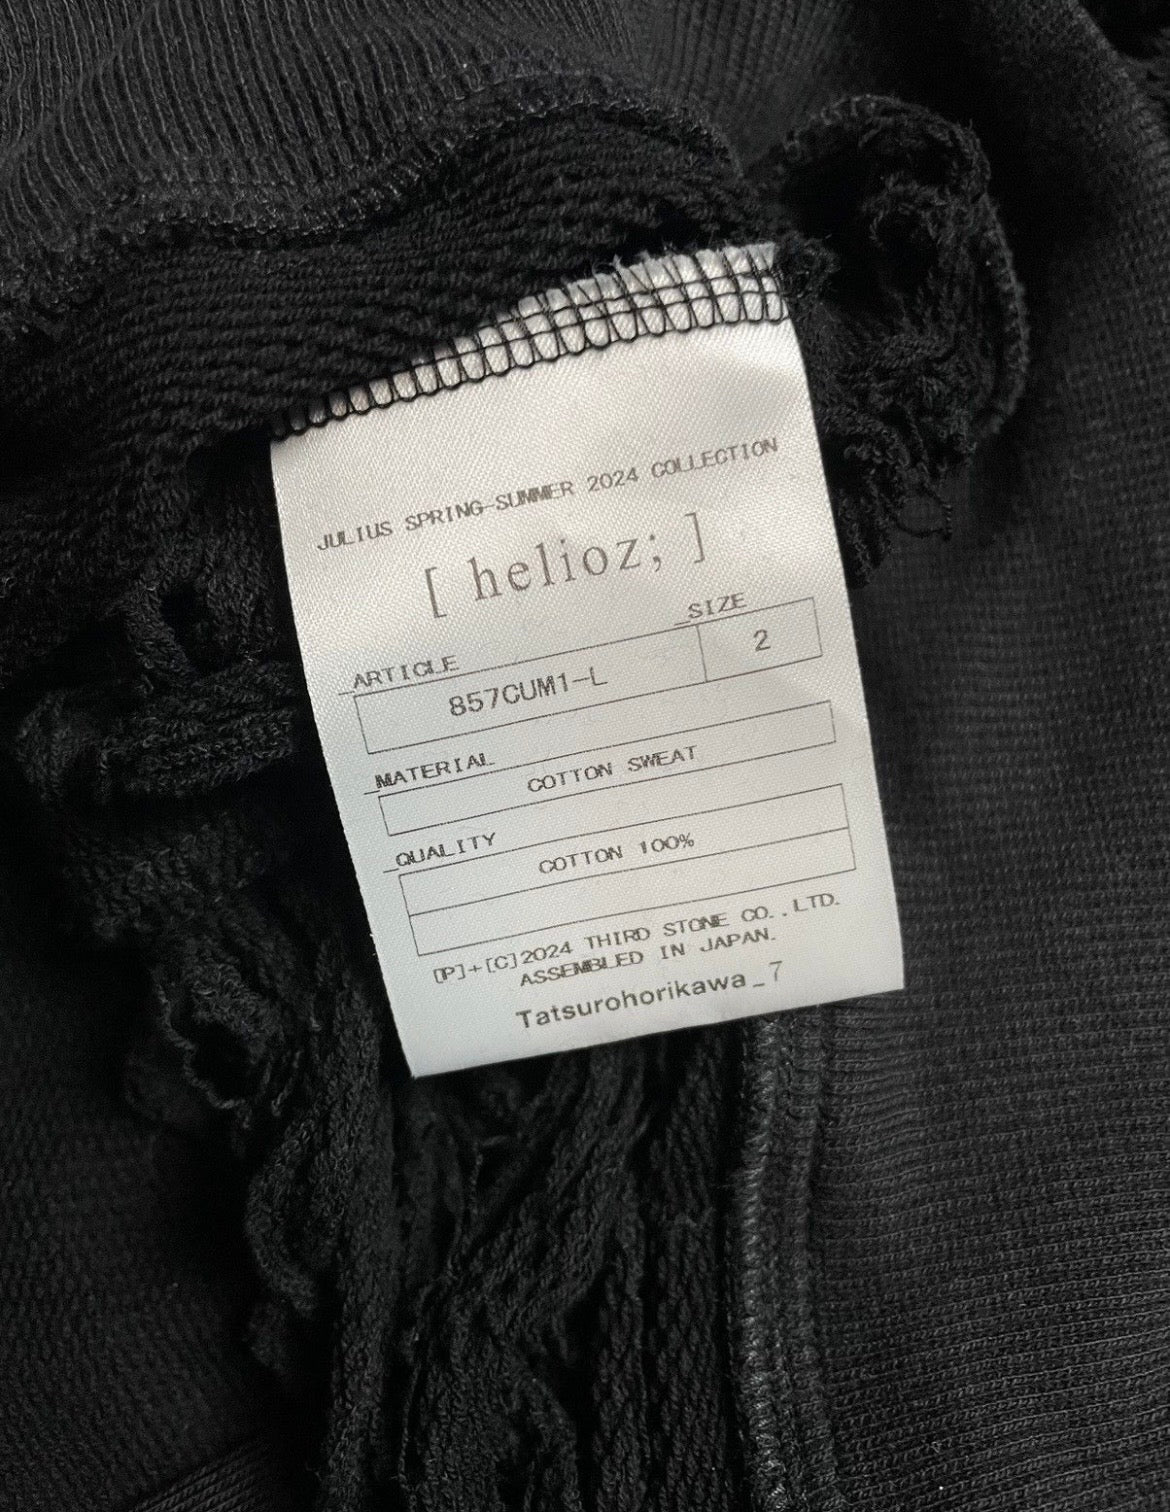 JULIUS SPRING-SUMMER 2024 COLLECTION
[ helioz; ]
_ARTICLE _SIZE
857CUM1-L 2
_MATERIAL
COTTON SWEAT
_QUALITY
COTTON 100%
[P]+[C]2024 THIRD STONE CO.,LTD.
ASSEMBLED IN JAPAN.
Tatsurohorikawa_7